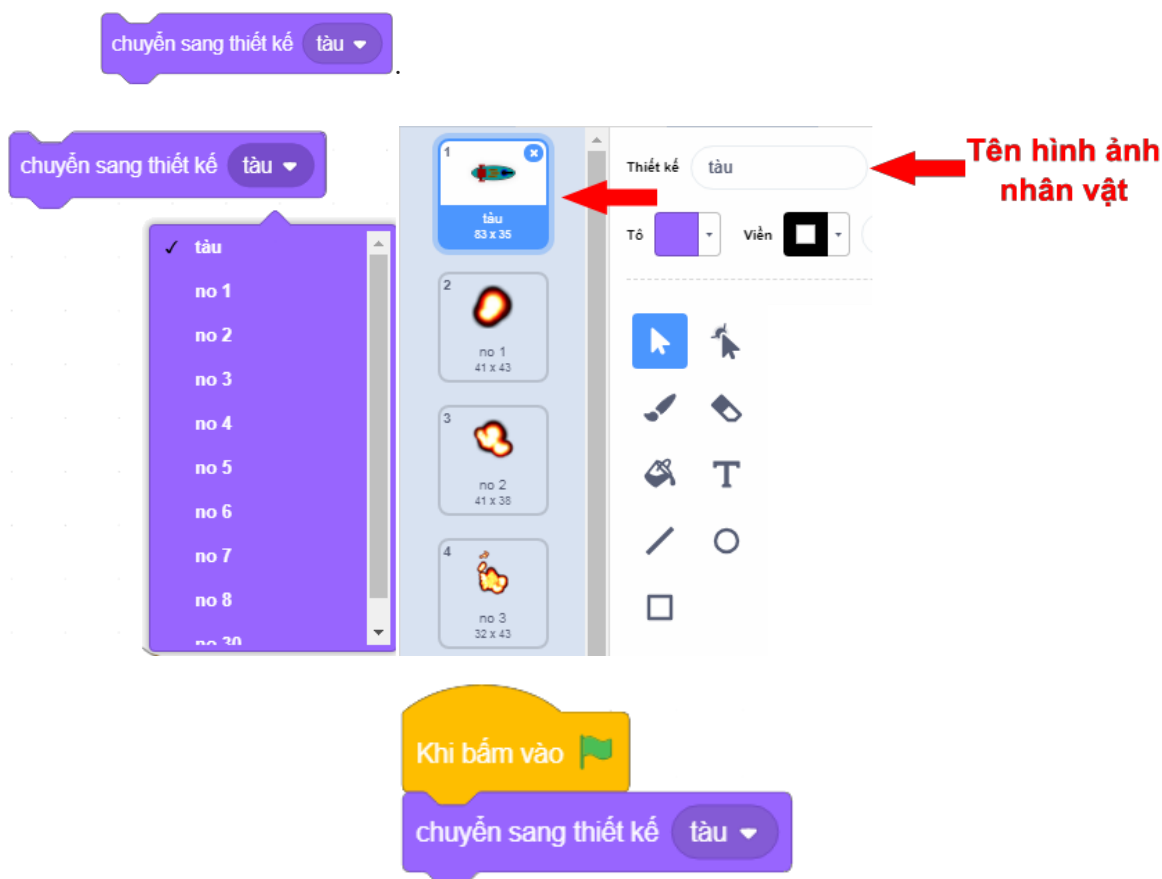 chuyển sang thiết kế tàu
.
chuyển sang thiết kế tàu
✓ tàu
no 1
no 2
no 3
no 4
no 5
no 6
no 7
no 8
no 30
1
tàu
83 x 35
2
no 1
41 x 43
3
no 2
41 x 38
4
no 3
32 x 43
Thiết kế tàu
Tô Viền
T
Tên hình ảnh
nhân vật
Khi bấm vào
chuyển sang thiết kế tàu